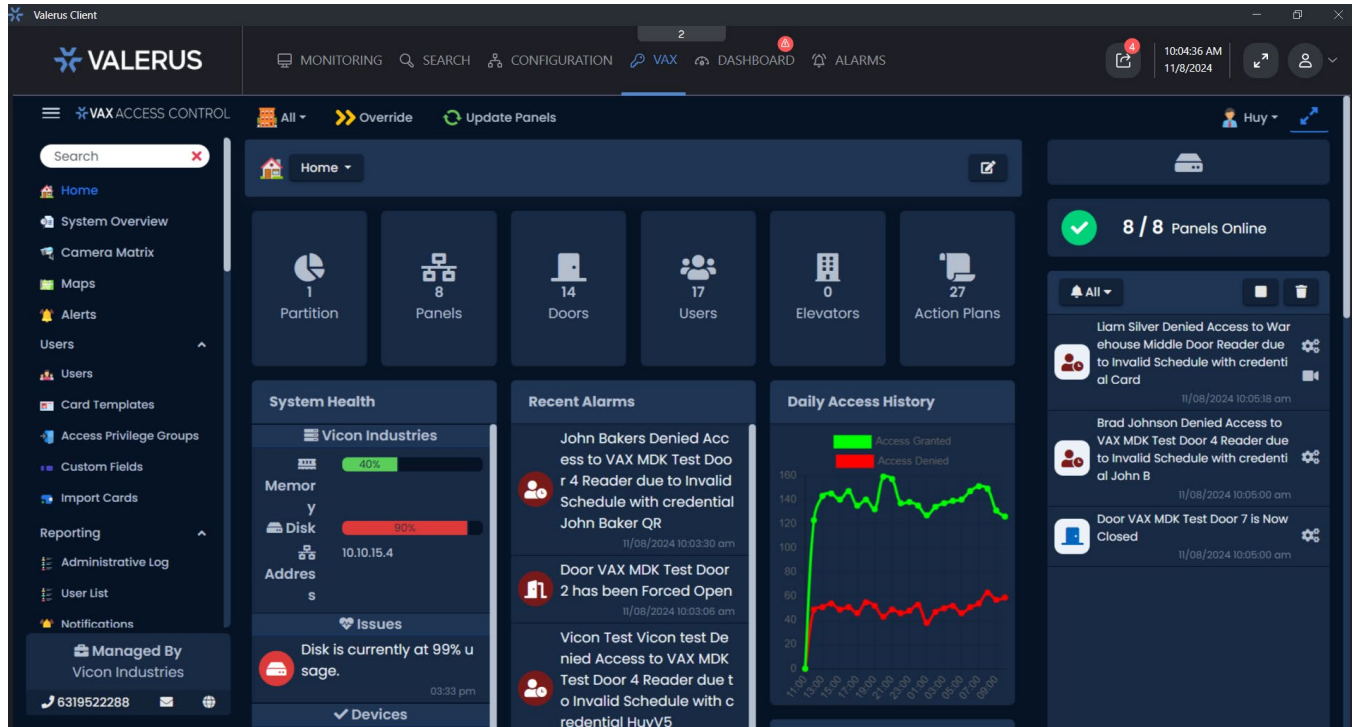 Valerus Client
VALERUS
MONITORING
SEARCH
CONFIGURATION
2
VAX
DASHBOARD
ALARMS
4
10:04:36 AM
11/8/2024
VAX ACCESS CONTROL
All
Override
Update Panels
Huy
Search
Home
System Overview
Camera Matrix
Maps
Alerts
Users
Users
Card Templates
Access Privilege Groups
Custom Fields
Import Cards
Reporting
Administrative Log
User List
Notifications
Managed By
Vicon Industries
6319522288
Home
1
Partition
8
Panels
14
Doors
17
Users
0
Elevators
27
Action Plans
System Health
Vicon Industries
Memor
y
40%
Disk
90%
Addres
s
10.10.15.4
Issues
Disk is currently at 99% u
sage.
03:33 pm
Devices
Recent Alarms
John Bakers Denied Acc
ess to VAX MDK Test Doo
r 4 Reader due to Invalid
Schedule with credential
John Baker QR
11/08/2024 10:03:30 am
Door VAX MDK Test Door
2 has been Forced Open
11/08/2024 10:03:06 am
Vicon Test Vicon test De
nied Access to VAX MDK
Test Door 4 Reader due t
o Invalid Schedule with c
redential HuyV5
Daily Access History
Access Granted
Access Denied
160
140
120
100
80
60
40
20
0
11:00
13:00
15:00
17:00
19:00
21:00
23:00
01:00
03:00
05:00
07:00
09:00
8 / 8 Panels Online
All
Liam Silver Denied Access to War
ehouse Middle Door Reader due
to Invalid Schedule with credenti
al Card
11/08/2024 10:05:18 am
Brad Johnson Denied Access to
VAX MDK Test Door 4 Reader due
to Invalid Schedule with credenti
al John B
11/08/2024 10:05:00 am
Door VAX MDK Test Door 7 is Now
Closed
11/08/2024 10:05:00 am